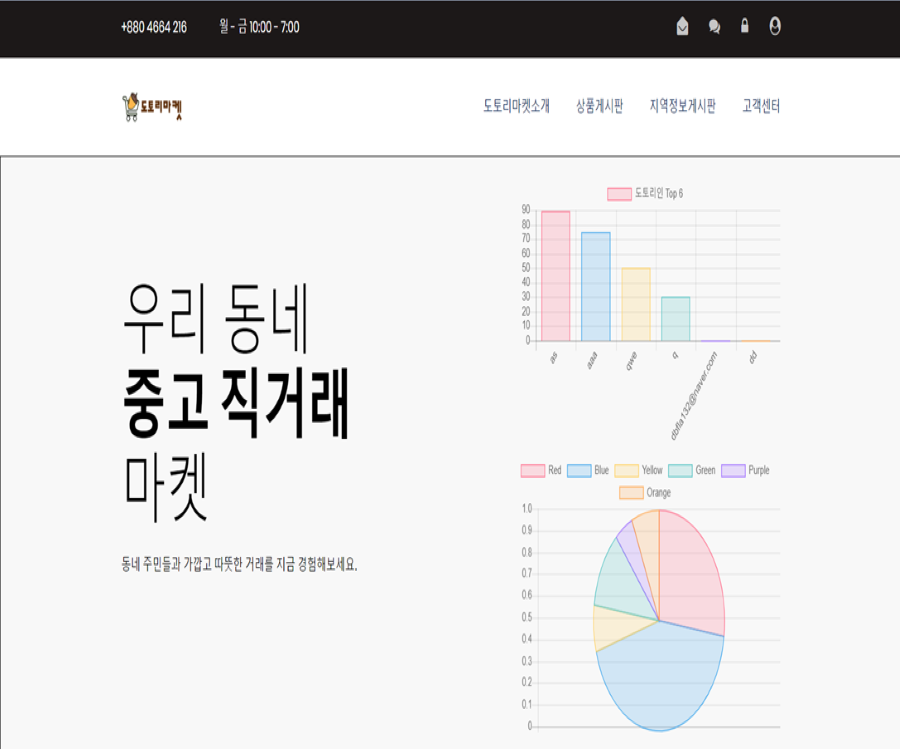 +880 4664 216 월 - 금 10:00 - 7:00
도토리마켓 도토리마켓소개 상품게시판 지역정보게시판 고객센터
우리 동네
중고 직거래
마켓
동네 주민들과 가깝고 따뜻한 거래를 지금 경험해보세요.
도토리인 Top 6
90
80
70
60
50
40
30
20
10
0
as aaa qwe q dbfla132@naver.com dd
Red Blue Yellow Green Purple
Orange
1.0
0.9
0.8
0.7
0.6
0.5
0.4
0.3
0.2
0.1
0